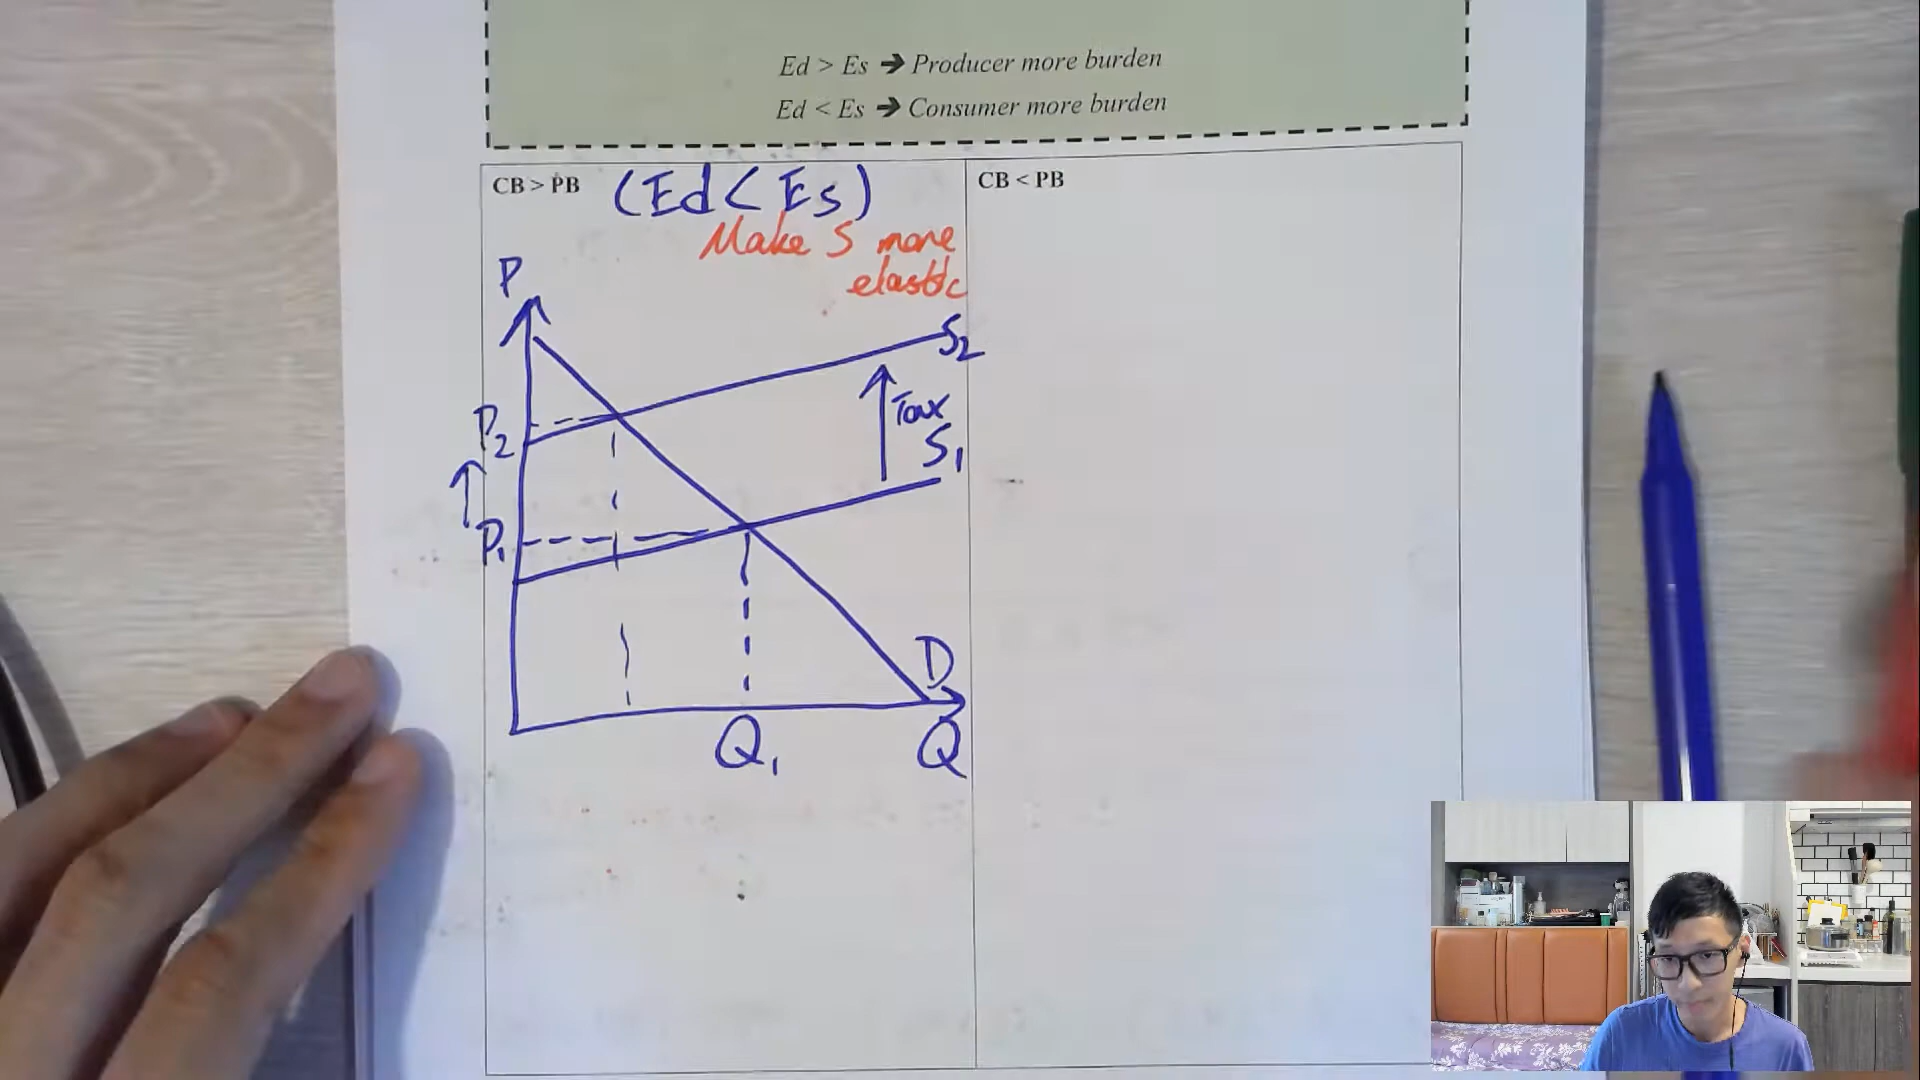 Ed > Es ➔ Producer more burden
Ed < Es ➔ Consumer more burden
CB > PB (Ed < Es)
Make S more
elastic
CB < PB
P
S2
P2
Tax
S1
P1
D
Q1
Q